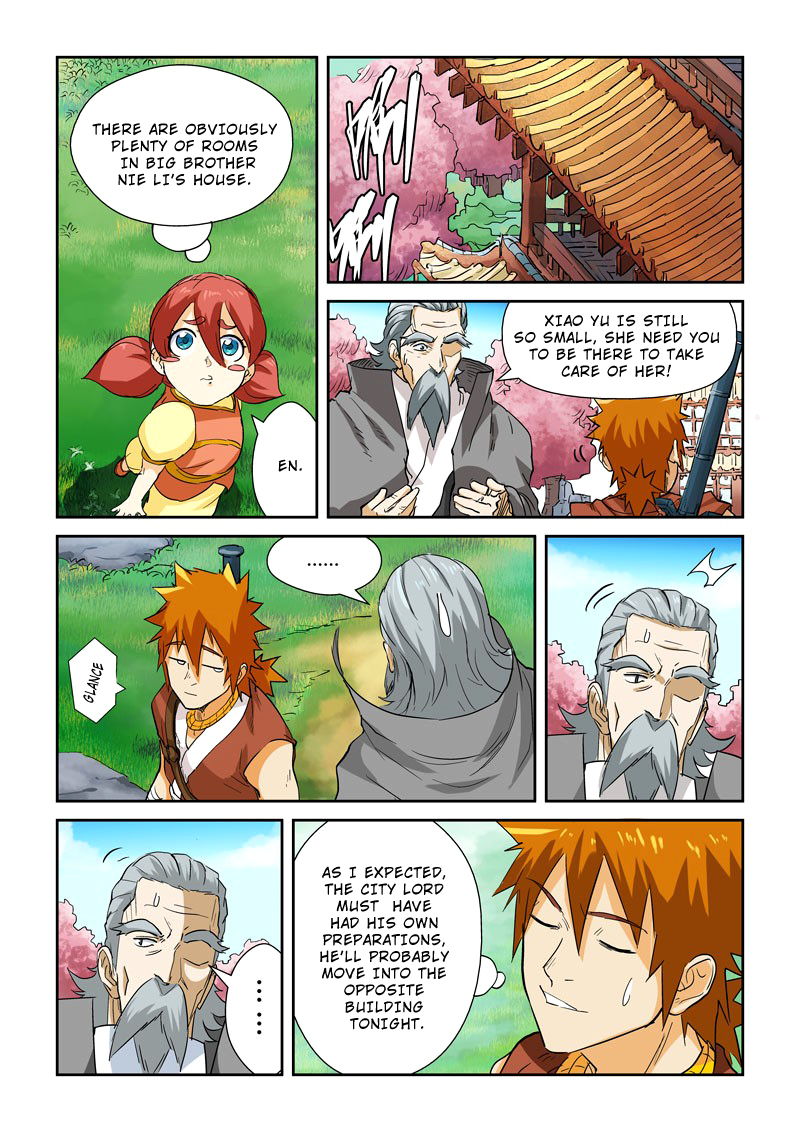 THERE ARE OBVIOUSLY
PLENTY OF ROOMS
IN BIG BROTHER
NIE LI'S HOUSE.
EN.
XIAO YU IS STILL
SO SMALL, SHE NEED YOU
TO BE THERE TO TAKE
CARE OF HER!
......
GLANCE
......
AS I EXPECTED,
THE CITY LORD
MUST HAVE
HAD HIS OWN
PREPARATIONS,
HE'LL PROBABLY
MOVE INTO THE
OPPOSITE
BUILDING
TONIGHT.